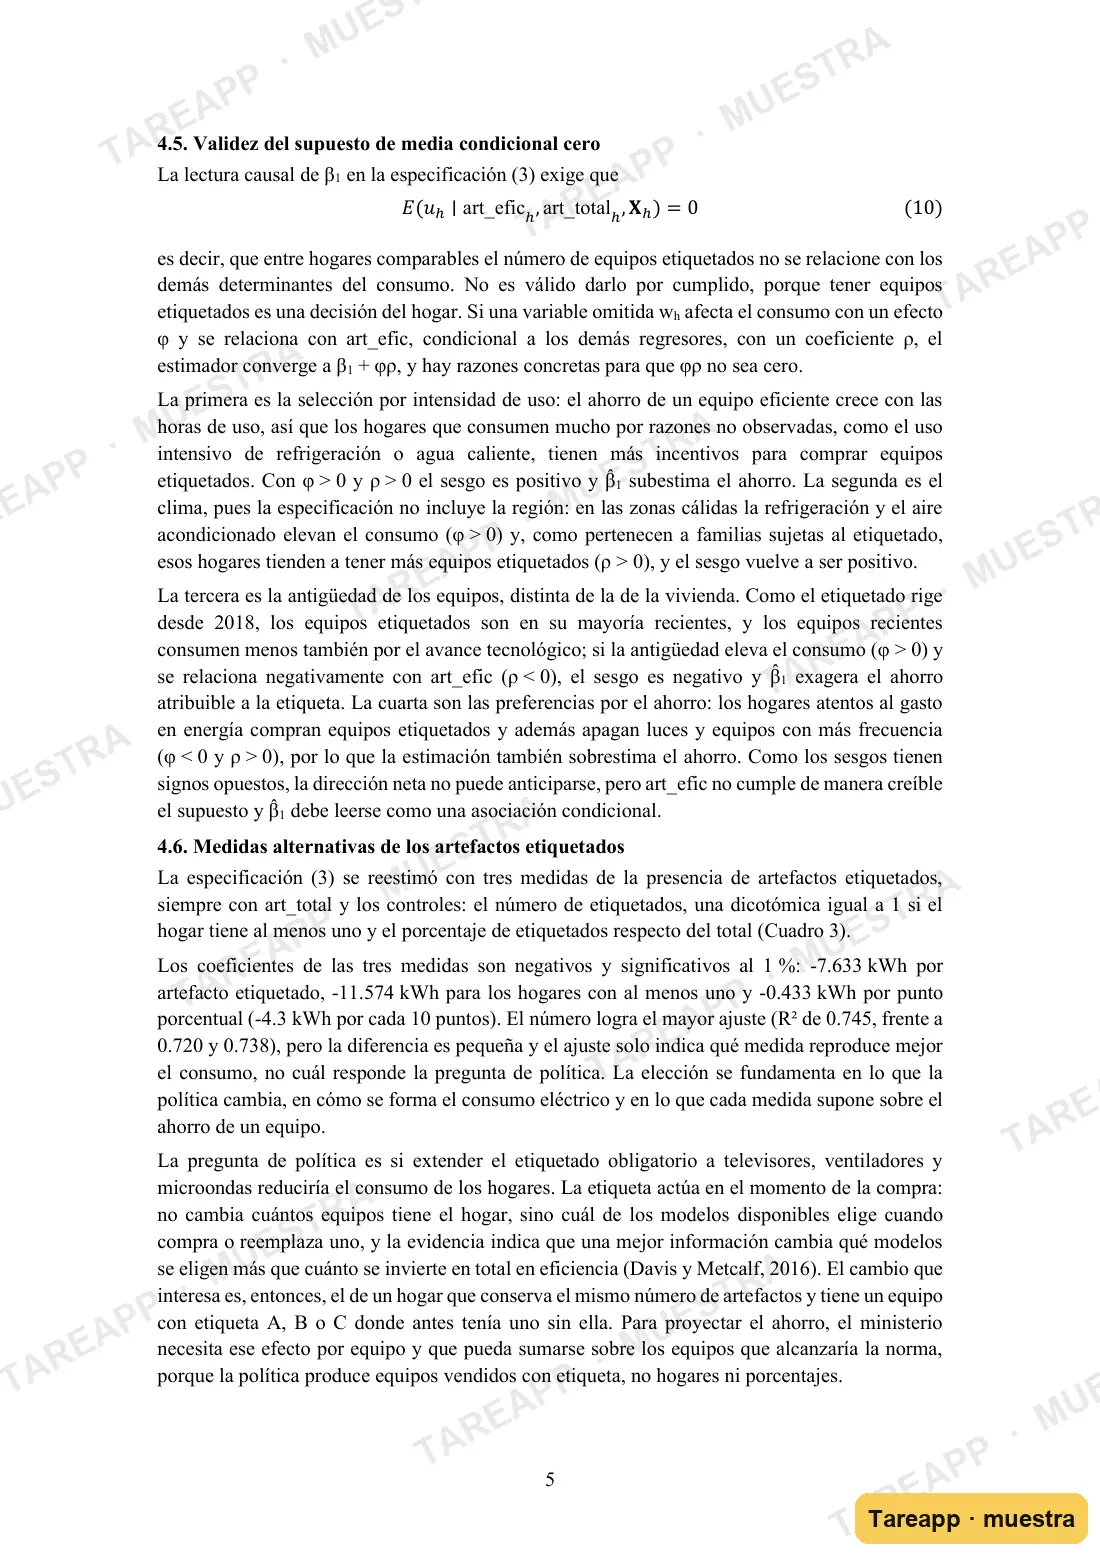 4.5. Validez del supuesto de media condicional cero
La lectura causal de β₁ en la especificación (3) exige que
E(uₕ | art_eficₕ, art_totalₕ, Xₕ) = 0 (10)
es decir, que entre hogares comparables el número de equipos etiquetados no se relacione con los
demás determinantes del consumo. No es válido darlo por cumplido, porque tener equipos
etiquetados es una decisión del hogar. Si una variable omitida wₕ afecta el consumo con un efecto
φ y se relaciona con art_efic, condicional a los demás regresores, con un coeficiente ρ, el
estimador converge a β₁ + φρ, y hay razones concretas para que φρ no sea cero.
La primera es la selección por intensidad de uso: el ahorro de un equipo eficiente crece con las
horas de uso, así que los hogares que consumen mucho por razones no observadas, como el uso
intensivo de refrigeración o agua caliente, tienen más incentivos para comprar equipos
etiquetados. Con φ > 0 y ρ > 0 el sesgo es positivo y β̂₁ subestima el ahorro. La segunda es el
clima, pues la especificación no incluye la región: en las zonas cálidas la refrigeración y el aire
acondicionado elevan el consumo (φ > 0) y, como pertenecen a familias sujetas al etiquetado,
esos hogares tienden a tener más equipos etiquetados (ρ > 0), y el sesgo vuelve a ser positivo.
La tercera es la antigüedad de los equipos, distinta de la de la vivienda. Como el etiquetado rige
desde 2018, los equipos etiquetados son en su mayoría recientes, y los equipos recientes
consumen menos también por el avance tecnológico; si la antigüedad eleva el consumo (φ > 0) y
se relaciona negativamente con art_efic (ρ < 0), el sesgo es negativo y β̂₁ exagera el ahorro
atribuible a la etiqueta. La cuarta son las preferencias por el ahorro: los hogares atentos al gasto
en energía compran equipos etiquetados y además apagan luces y equipos con más frecuencia
(φ < 0 y ρ > 0), por lo que la estimación también sobrestima el ahorro. Como los sesgos tienen
signos opuestos, la dirección neta no puede anticiparse, pero art_efic no cumple de manera creíble
el supuesto y β̂₁ debe leerse como una asociación condicional.
4.6. Medidas alternativas de los artefactos etiquetados
La especificación (3) se reestimó con tres medidas de la presencia de artefactos etiquetados,
siempre con art_total y los controles: el número de etiquetados, una dicotómica igual a 1 si el
hogar tiene al menos uno y el porcentaje de etiquetados respecto del total (Cuadro 3).
Los coeficientes de las tres medidas son negativos y significativos al 1 %: -7.633 kWh por
artefacto etiquetado, -11.574 kWh para los hogares con al menos uno y -0.433 kWh por punto
porcentual (-4.3 kWh por cada 10 puntos). El número logra el mayor ajuste (R² de 0.745, frente a
0.720 y 0.738), pero la diferencia es pequeña y el ajuste solo indica qué medida reproduce mejor
el consumo, no cuál responde la pregunta de política. La elección se fundamenta en lo que la
política cambia, en cómo se forma el consumo eléctrico y en lo que cada medida supone sobre el
ahorro de un equipo.
La pregunta de política es si extender el etiquetado obligatorio a televisores, ventiladores y
microondas reduciría el consumo de los hogares. La etiqueta actúa en el momento de la compra:
no cambia cuántos equipos tiene el hogar, sino cuál de los modelos disponibles elige cuando
compra o reemplaza uno, y la evidencia indica que una mejor información cambia qué modelos
se eligen más que cuánto se invierte en total en eficiencia (Davis y Metcalf, 2016). El cambio que
interesa es, entonces, el de un hogar que conserva el mismo número de artefactos y tiene un equipo
con etiqueta A, B o C donde antes tenía uno sin ella. Para proyectar el ahorro, el ministerio
necesita ese efecto por equipo y que pueda sumarse sobre los equipos que alcanzaría la norma,
porque la política produce equipos vendidos con etiqueta, no hogares ni porcentajes.
5
TAREAPP · MUESTRA
Tareapp · muestra